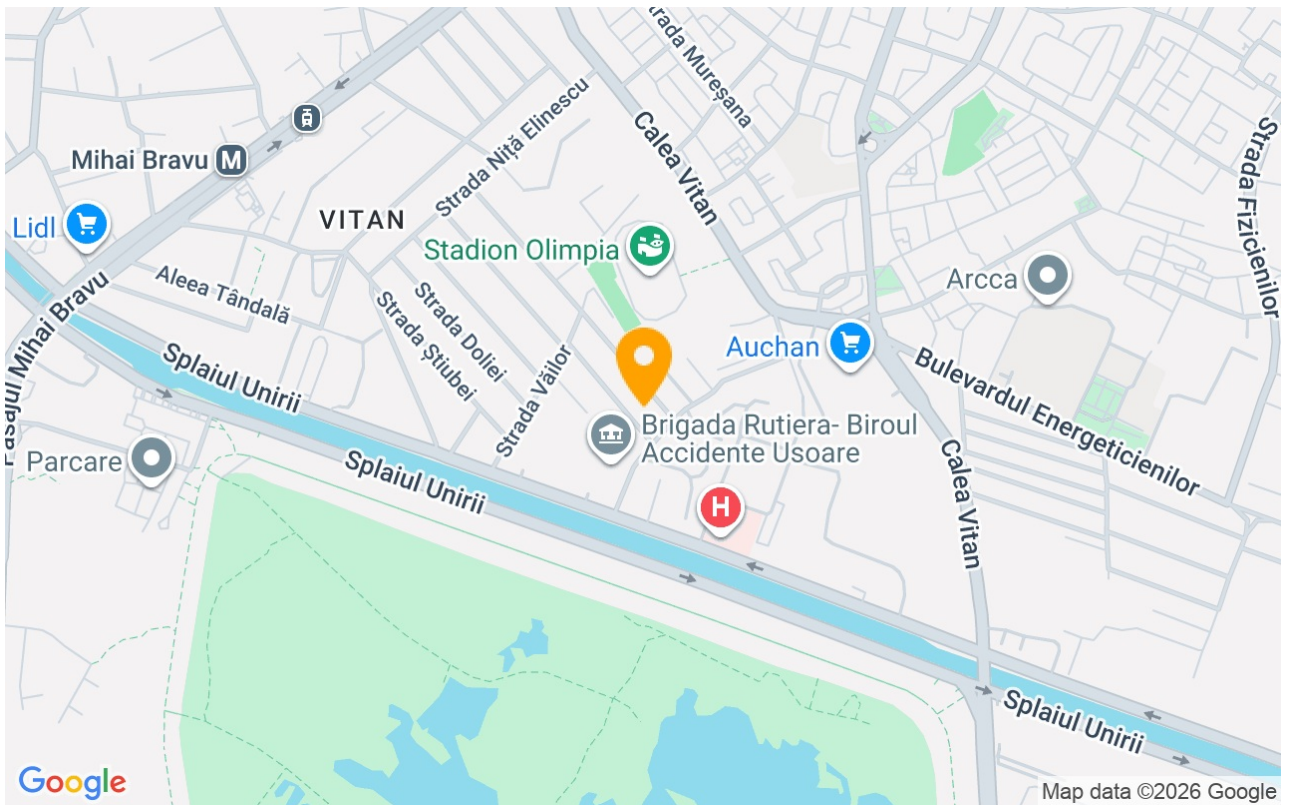 Strada Mureșana
Calea Vitan
Strada Niță Elinescu
Mihai Bravu M
Strada Fizicienilor
Lidl
VITAN
Stadion Olimpia
Arcca
Aleea Tândală
Strada Doliei
Strada Știubei
Pasajul Mihai Bravu
Splaiul Unirii
Strada Văilor
Auchan
Bulevardul Energeticienilor
Brigada Rutiera- Biroul
Accidente Usoare
Parcare
Splaiul Unirii
Calea Vitan
H
Splaiul Unirii
Google
Map data ©2026 Google